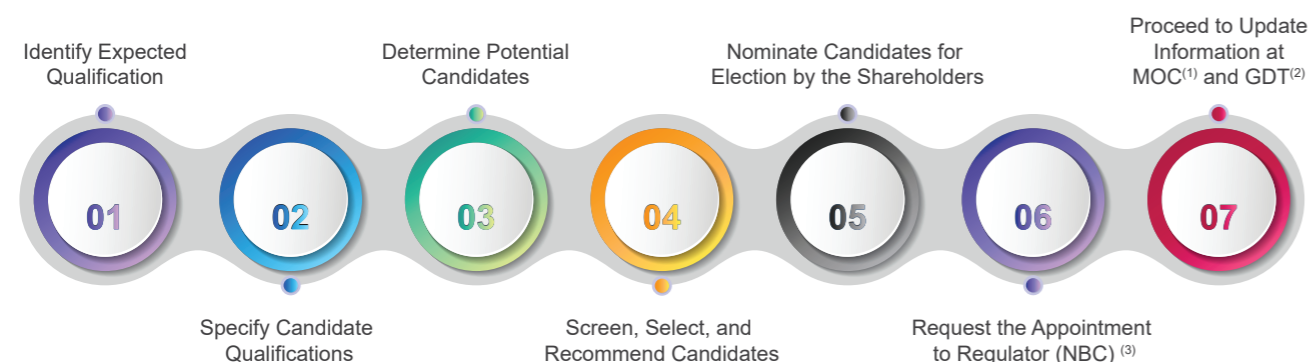 Identify Expected
Qualification
01
02
Specify Candidate
Qualifications
Determine Potential
Candidates
03
04
Screen, Select, and
Recommend Candidates
Nominate Candidates for
Election by the Shareholders
05
06
Request the Appointment
to Regulator (NBC) (3)
Proceed to Update
Information at
MOC(1) and GDT(2)
07